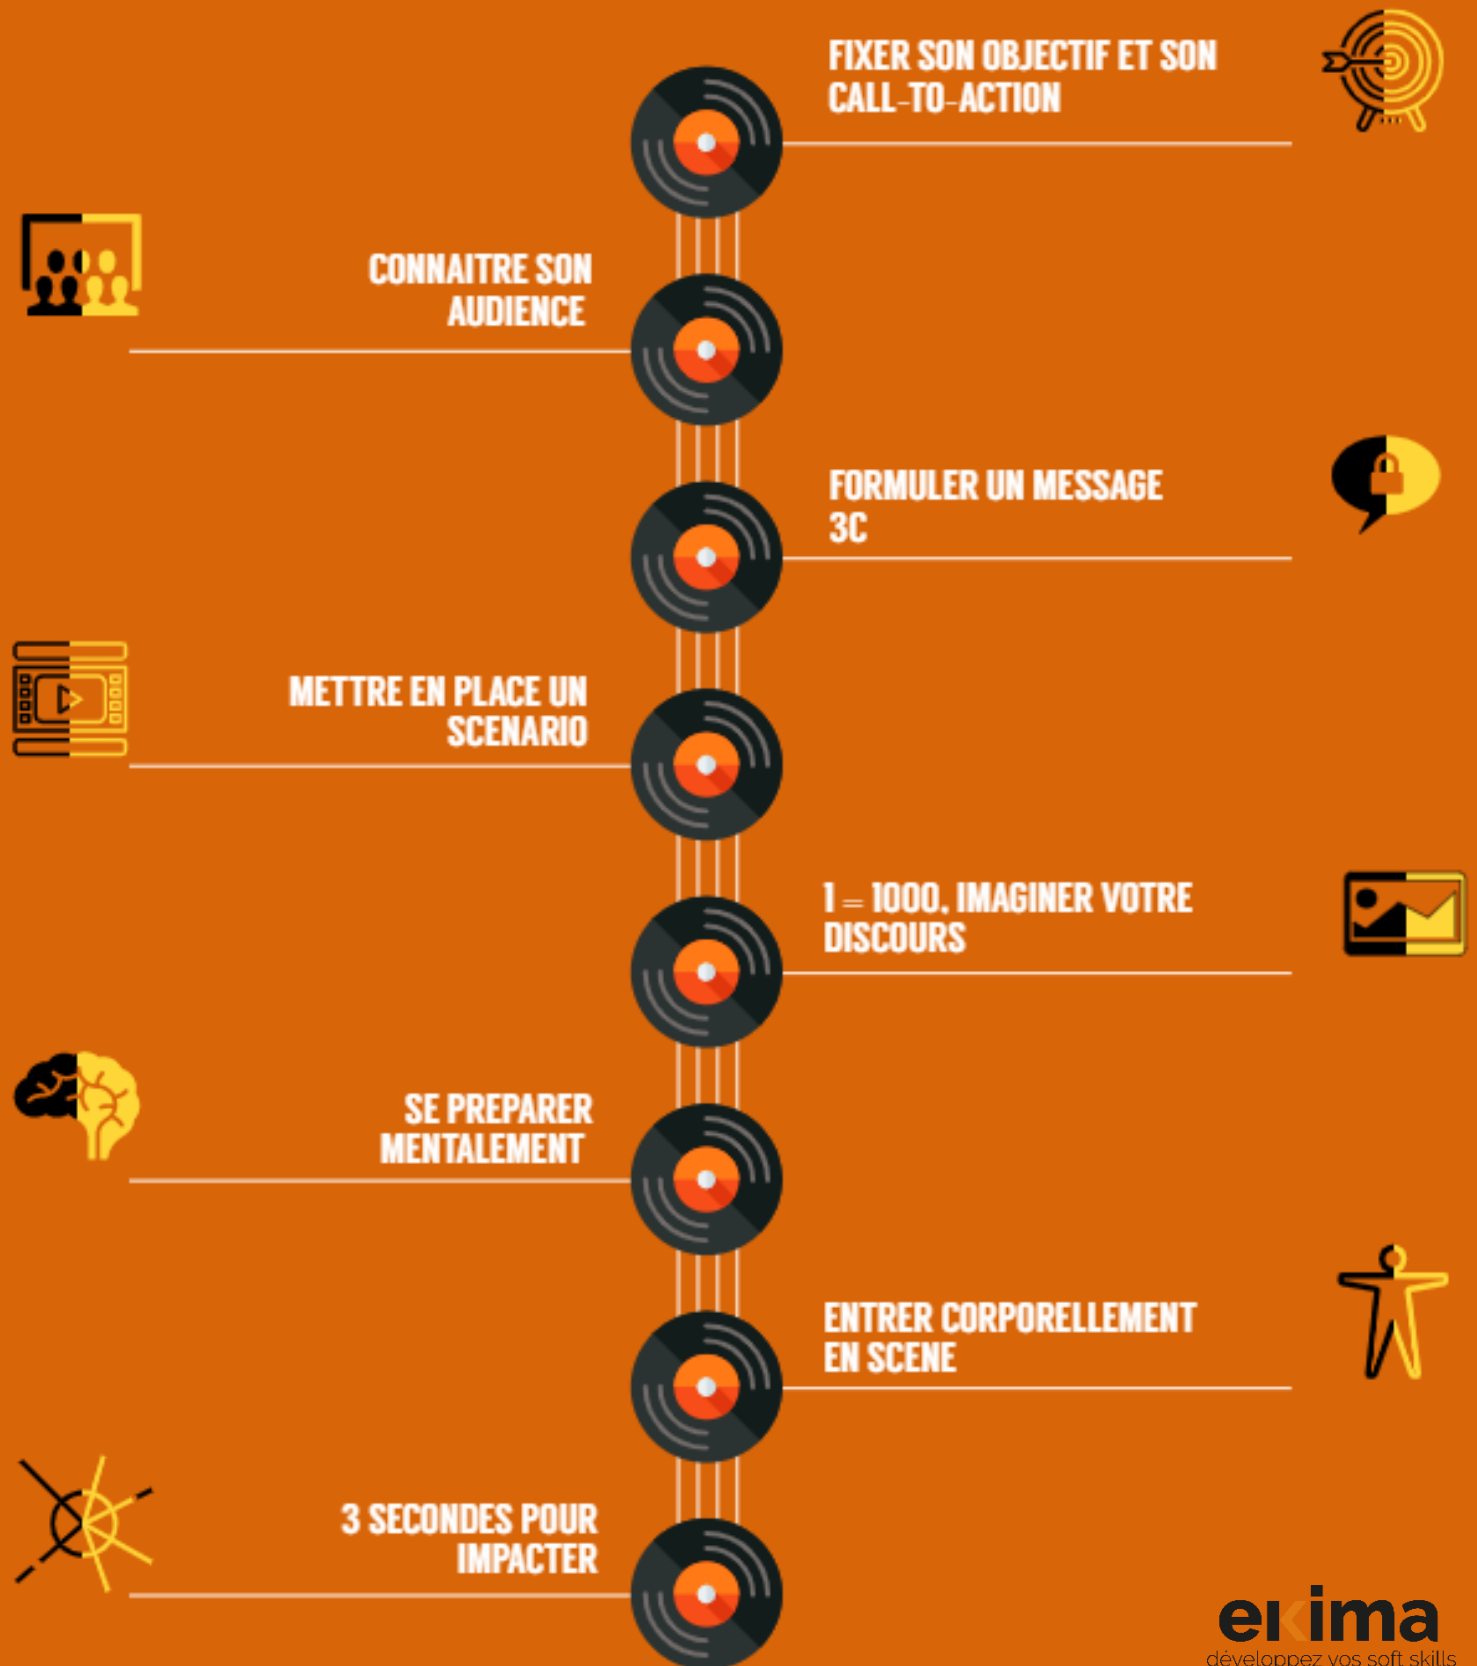 FIXER SON OBJECTIF ET SON
CALL-TO-ACTION
CONNAITRE SON
AUDIENCE
FORMULER UN MESSAGE
3C
METTRE EN PLACE UN
SCENARIO
1 = 1000. IMAGINER VOTRE
DISCOURS
SE PREPARER
MENTALEMENT
ENTRER CORPORELLEMENT
EN SCENE
3 SECONDES POUR
IMPACTER
ekima
développez vos soft skills